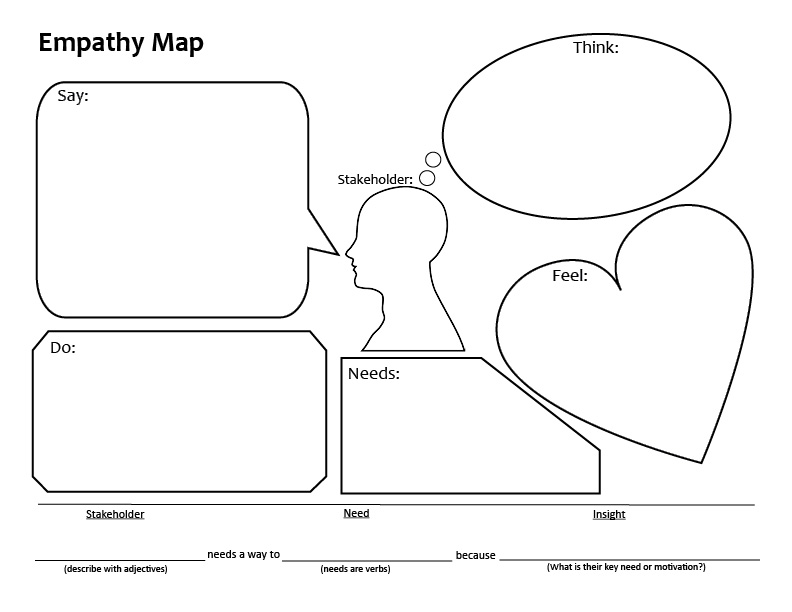 Empathy Map
Think:
Say:
Stakeholder:
Feel:
Do:
Needs:
Stakeholder Need Insight
needs a way to because
(describe with adjectives) (needs are verbs) (What is their key need or motivation?)